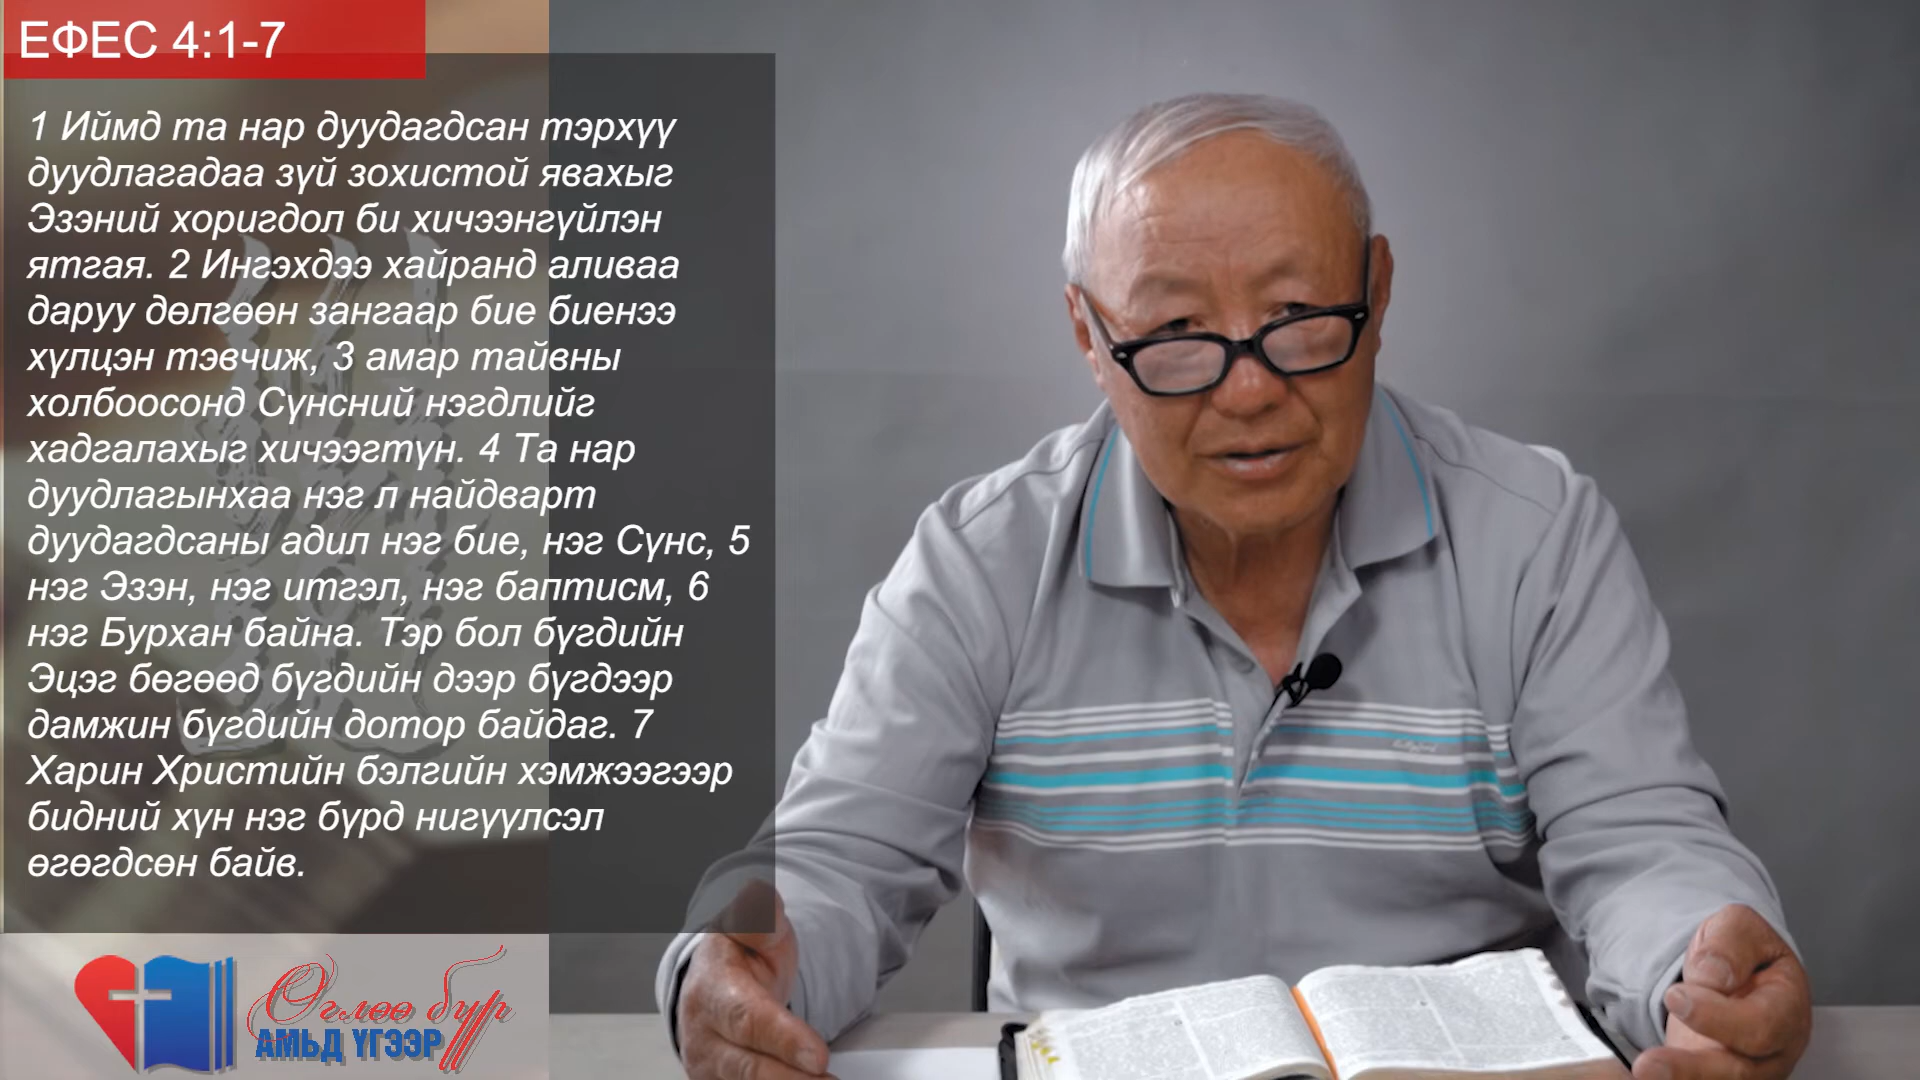 ЕФЕС 4:1-7
1 Иймд та нар дуудагдсан тэрхүү
дуудлагадаа зүй зохистой явахыг
Эзэний хоригдол би хичээнгүйлэн
ятгая. 2 Ингэхдээ хайранд аливаа
даруу дөлгөөн зангаар бие биенээ
хүлцэн тэвчиж, 3 амар тайвны
холбоосонд Сүнсний нэгдлийг
хадгалахыг хичээгтүн. 4 Та нар
дуудлагынхаа нэг л найдварт
дуудагдсаны адил нэг бие, нэг Сүнс, 5
нэг Эзэн, нэг итгэл, нэг баптисм, 6
нэг Бурхан байна. Тэр бол бүгдийн
Эцэг бөгөөд бүгдийн дээр бүгдээр
дамжин бүгдийн дотор байдаг. 7
Харин Христийн бэлгийн хэмжээгээр
бидний хүн нэг бүрд нигүүлсэл
өгөгдсөн байв.
Өглөө бүр
АМЬД ҮГЭЭР